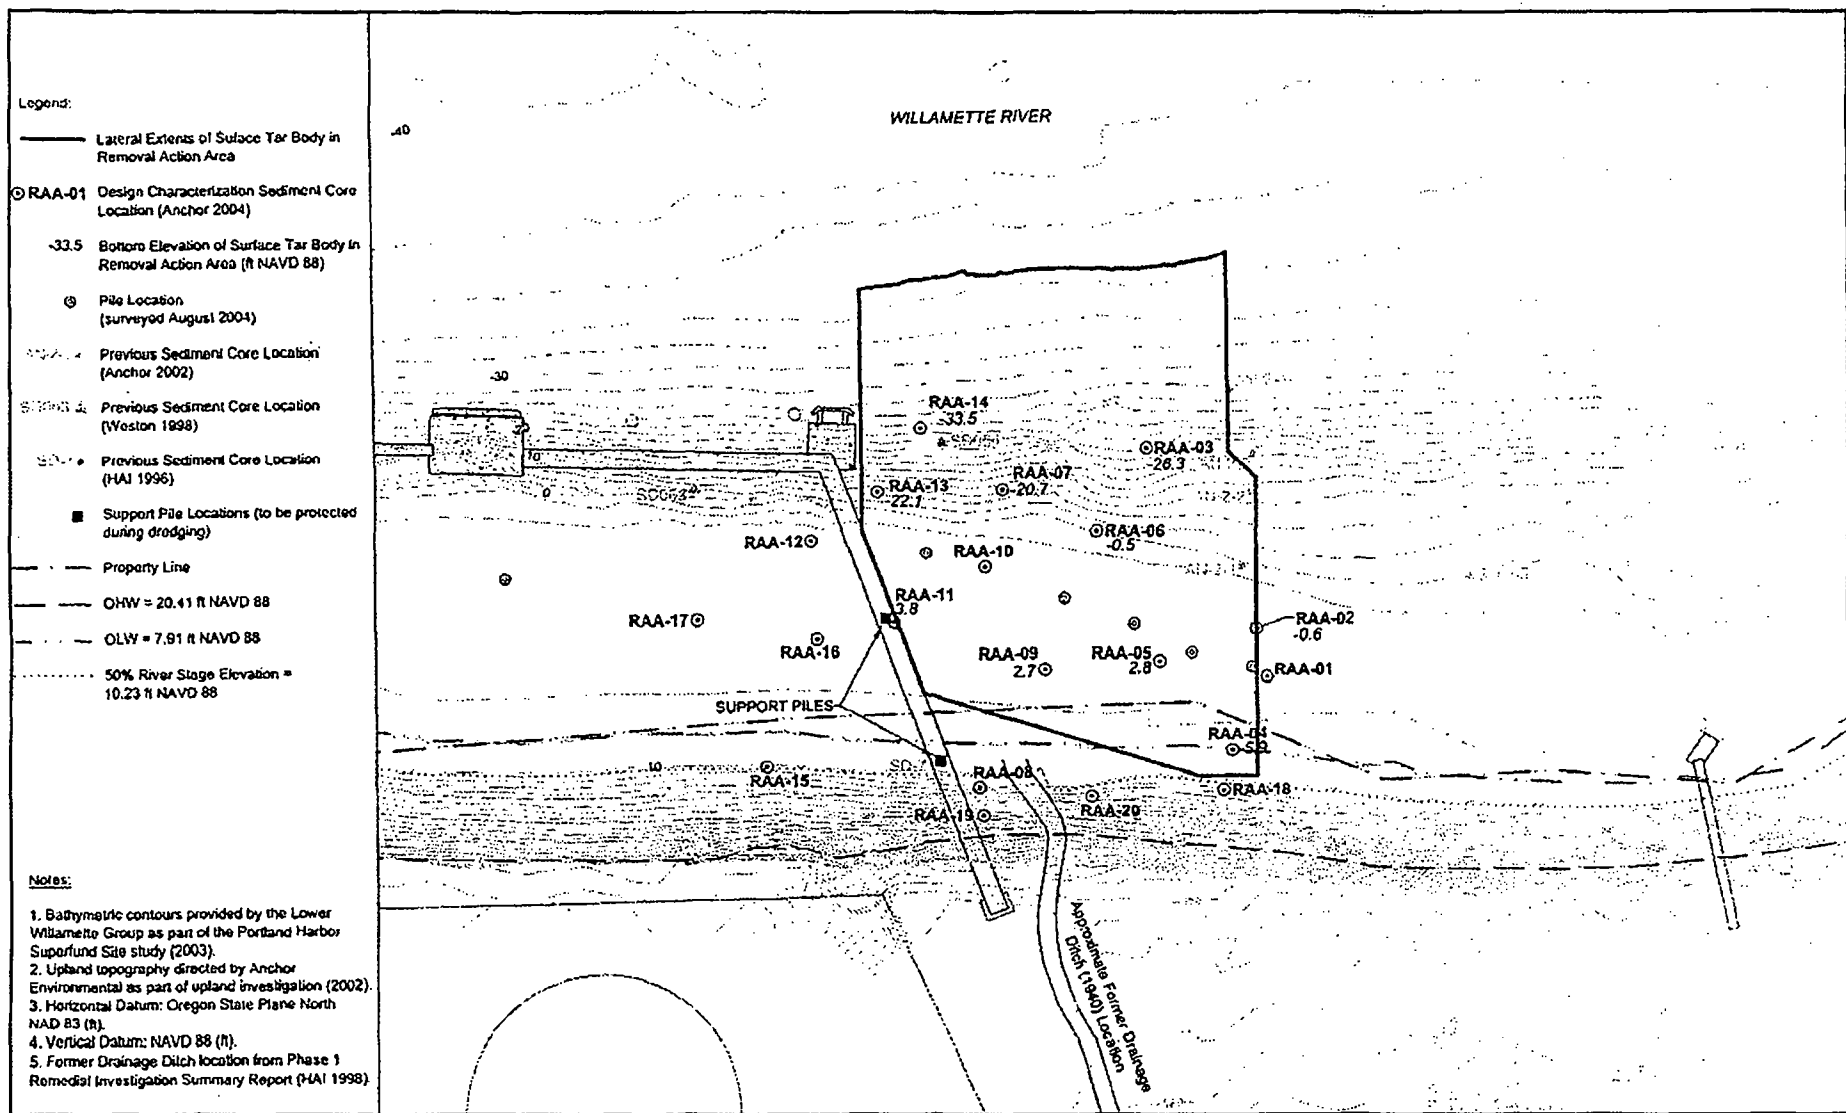 Legend:
Lateral Extents of Suface Tar Body in
Removal Action Area
RAA-01 Design Characterization Sediment Core
Location (Anchor 2004)
-33.5 Bottom Elevation of Surface Tar Body in
Removal Action Area (ft NAVD 88)
Pile Location
(surveyed August 2004)
Previous Sediment Core Location
(Anchor 2002)
Previous Sediment Core Location
(Weston 1998)
Previous Sediment Core Location
(HAI 1996)
Support Pile Locations (to be protected
during dredging)
Property Line
OHW = 20.41 ft NAVD 88
OLW = 7.91 ft NAVD 88
50% River Stage Elevation =
10.23 ft NAVD 88
Notes:
1. Bathymetric contours provided by the Lower
Willamette Group as part of the Portland Harbor
Superfund Site study (2003).
2. Upland topography directed by Anchor
Environmental as part of upland investigation (2002).
3. Horizontal Datum: Oregon State Plane North
NAD 83 (ft).
4. Vertical Datum: NAVD 88 (ft).
5. Former Drainage Ditch location from Phase 1
Remedial Investigation Summary Report (HAI 1998)
WILLAMETTE RIVER
-40
-30
RAA-14
-33.5
RAA-03
-26.3
RAA-07
-20.7
RAA-13
-22.1
10
0
RAA-06
-0.5
RAA-12
RAA-10
RAA-11
3.8
RAA-17
RAA-16
RAA-02
-0.6
RAA-09
2.7
RAA-05
2.8
RAA-01
SUPPORT PILES
RAA-04
-5.9
10
RAA-15
RAA-08
RAA-18
RAA-19
RAA-20
Approximate Former Drainage
Ditch (1940) Location